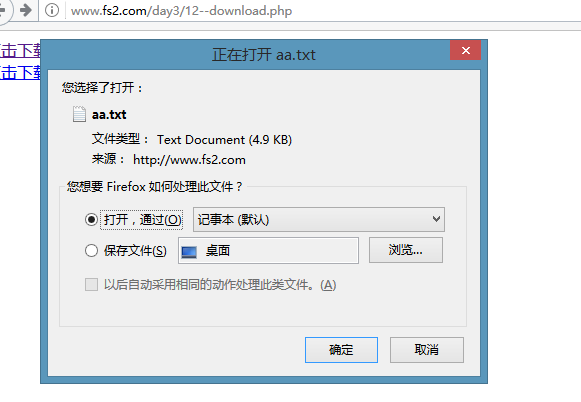 www.fs2.com/day3/12--download.php
击下载
击下载
正在打开 aa.txt
您选择了打开：
aa.txt
文件类型： Text Document (4.9 KB)
来源： http://www.fs2.com
您想要 Firefox 如何处理此文件？
打开，通过(O) 记事本 (默认)
保存文件(S) 桌面 浏览...
以后自动采用相同的动作处理此类文件。(A)
确定 取消